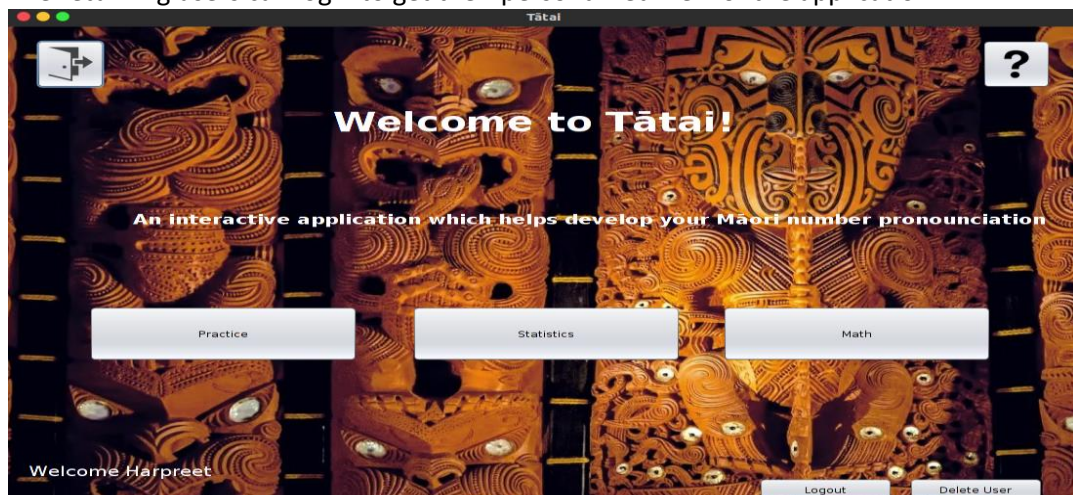 Tātai
?
Welcome to Tātai!
An interactive application which helps develop your Māori number pronounciation
Practice
Statistics
Math
Welcome Harpreet
Logout
Delete User